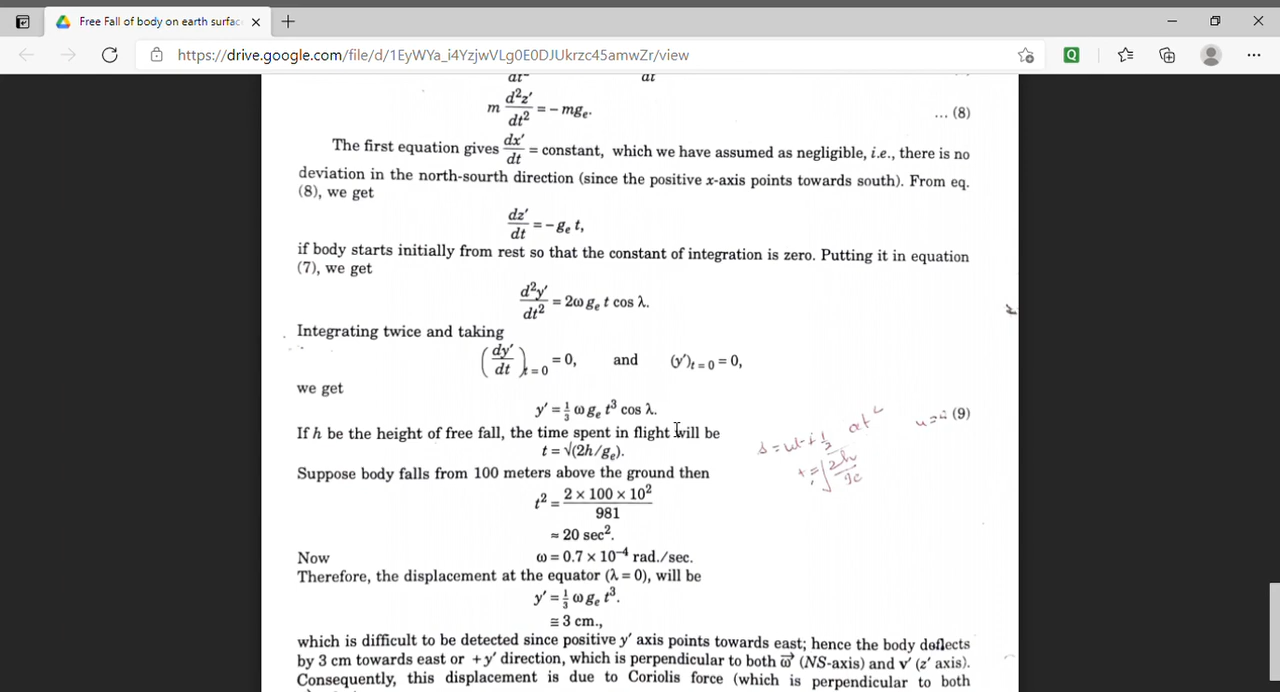 Free Fall of body on earth surfac
https://drive.google.com/file/d/1EyWYa_i4YzjwVLg0E0DJUkrzc45amwZr/view
m d²z′/dt² = − mgₑ. ... (8)
The first equation gives dx′/dt = constant, which we have assumed as negligible, i.e., there is no
deviation in the north-sourth direction (since the positive x-axis points towards south). From eq.
(8), we get
dz′/dt = − gₑ t,
if body starts initially from rest so that the constant of integration is zero. Putting it in equation
(7), we get
d²y′/dt² = 2ω gₑ t cos λ.
Integrating twice and taking
(dy′/dt)ₜ₌₀ = 0, and (y′)ₜ₌₀ = 0,
we get
y′ = ⅓ ω gₑ t³ cos λ. ... (9)
If h be the height of free fall, the time spent in flight will be
t = √(2h/gₑ).
Suppose body falls from 100 meters above the ground then
t² = 2 × 100 × 10²/981
≈ 20 sec².
Now ω = 0.7 × 10⁻⁴ rad./sec.
Therefore, the displacement at the equator (λ = 0), will be
y′ = ⅓ ω gₑ t³.
≅ 3 cm.,
which is difficult to be detected since positive y′ axis points towards east; hence the body deflects
by 3 cm towards east or + y′ direction, which is perpendicular to both ω⃗ (NS-axis) and v′ (z′ axis).
Consequently, this displacement is due to Coriolis force (which is perpendicular to both